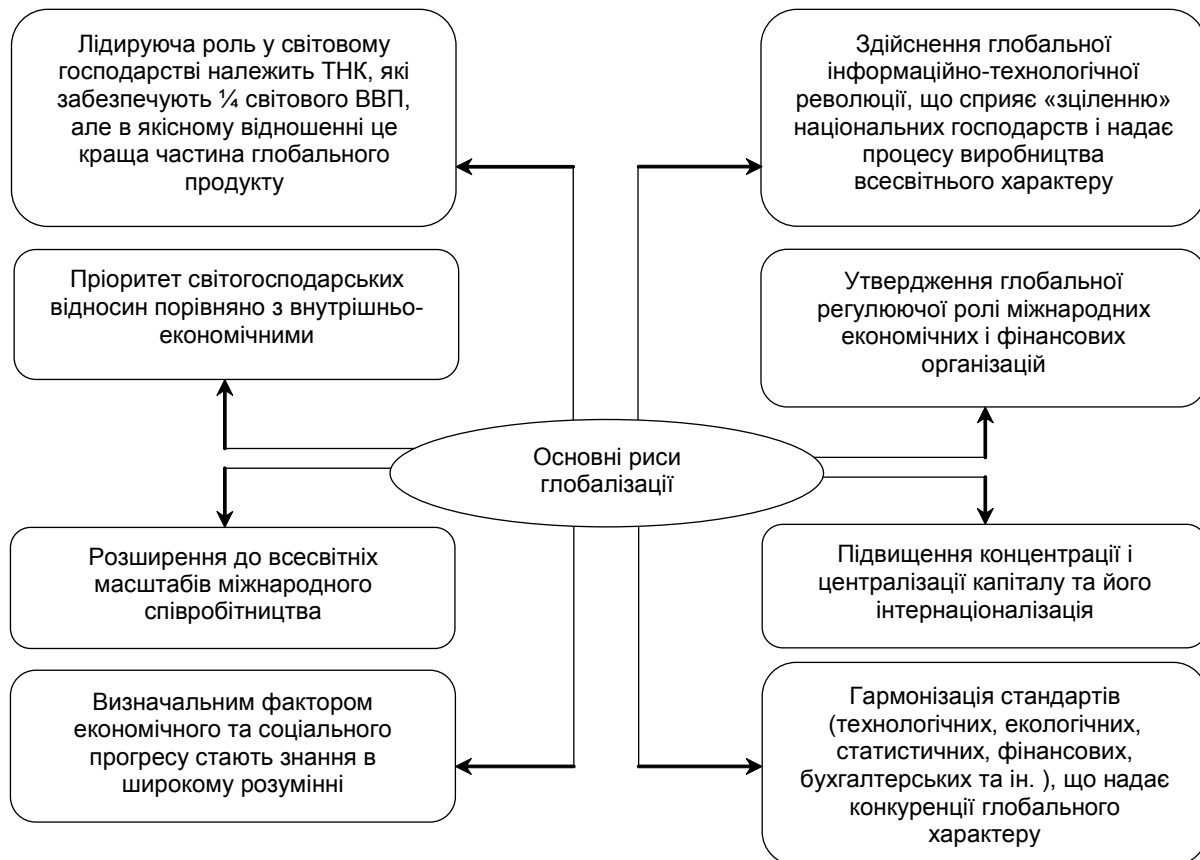 Лідируюча роль у світовому
господарстві належить ТНК, які
забезпечують ¼ світового ВВП,
але в якісному відношенні це
краща частина глобального
продукту
Здійснення глобальної
інформаційно-технологічної
революції, що сприяє «зціленню»
національних господарств і надає
процесу виробництва
всесвітнього характеру
Пріоритет світогосподарських
відносин порівняно з внутрішньо-
економічними
Утвердження глобальної
регулюючої ролі міжнародних
економічних і фінансових
організацій
Основні риси
глобалізації
Розширення до всесвітніх
масштабів міжнародного
співробітництва
Підвищення концентрації і
централізації капіталу та його
інтернаціоналізація
Визначальним фактором
економічного та соціального
прогресу стають знання в
широкому розумінні
Гармонізація стандартів
(технологічних, екологічних,
статистичних, фінансових,
бухгалтерських та ін. ), що надає
конкуренції глобального
характеру